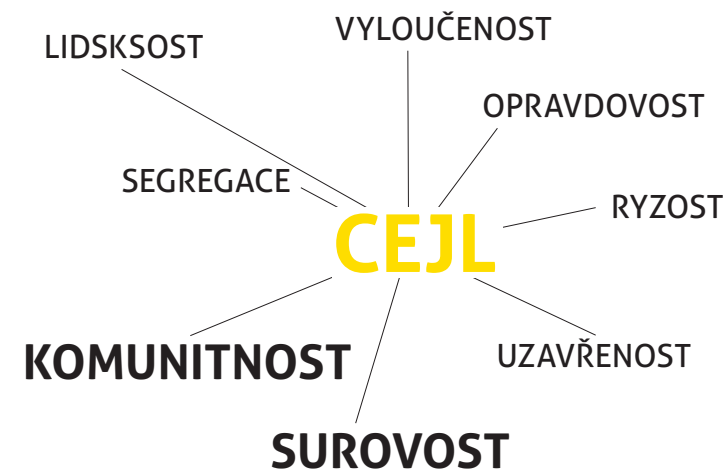 VYLOUČENOST
LIDSKSOST
OPRAVDOVOST
SEGREGACE
RYZOST
CEJL
KOMUNITNOST
UZAVŘENOST
SUROVOST